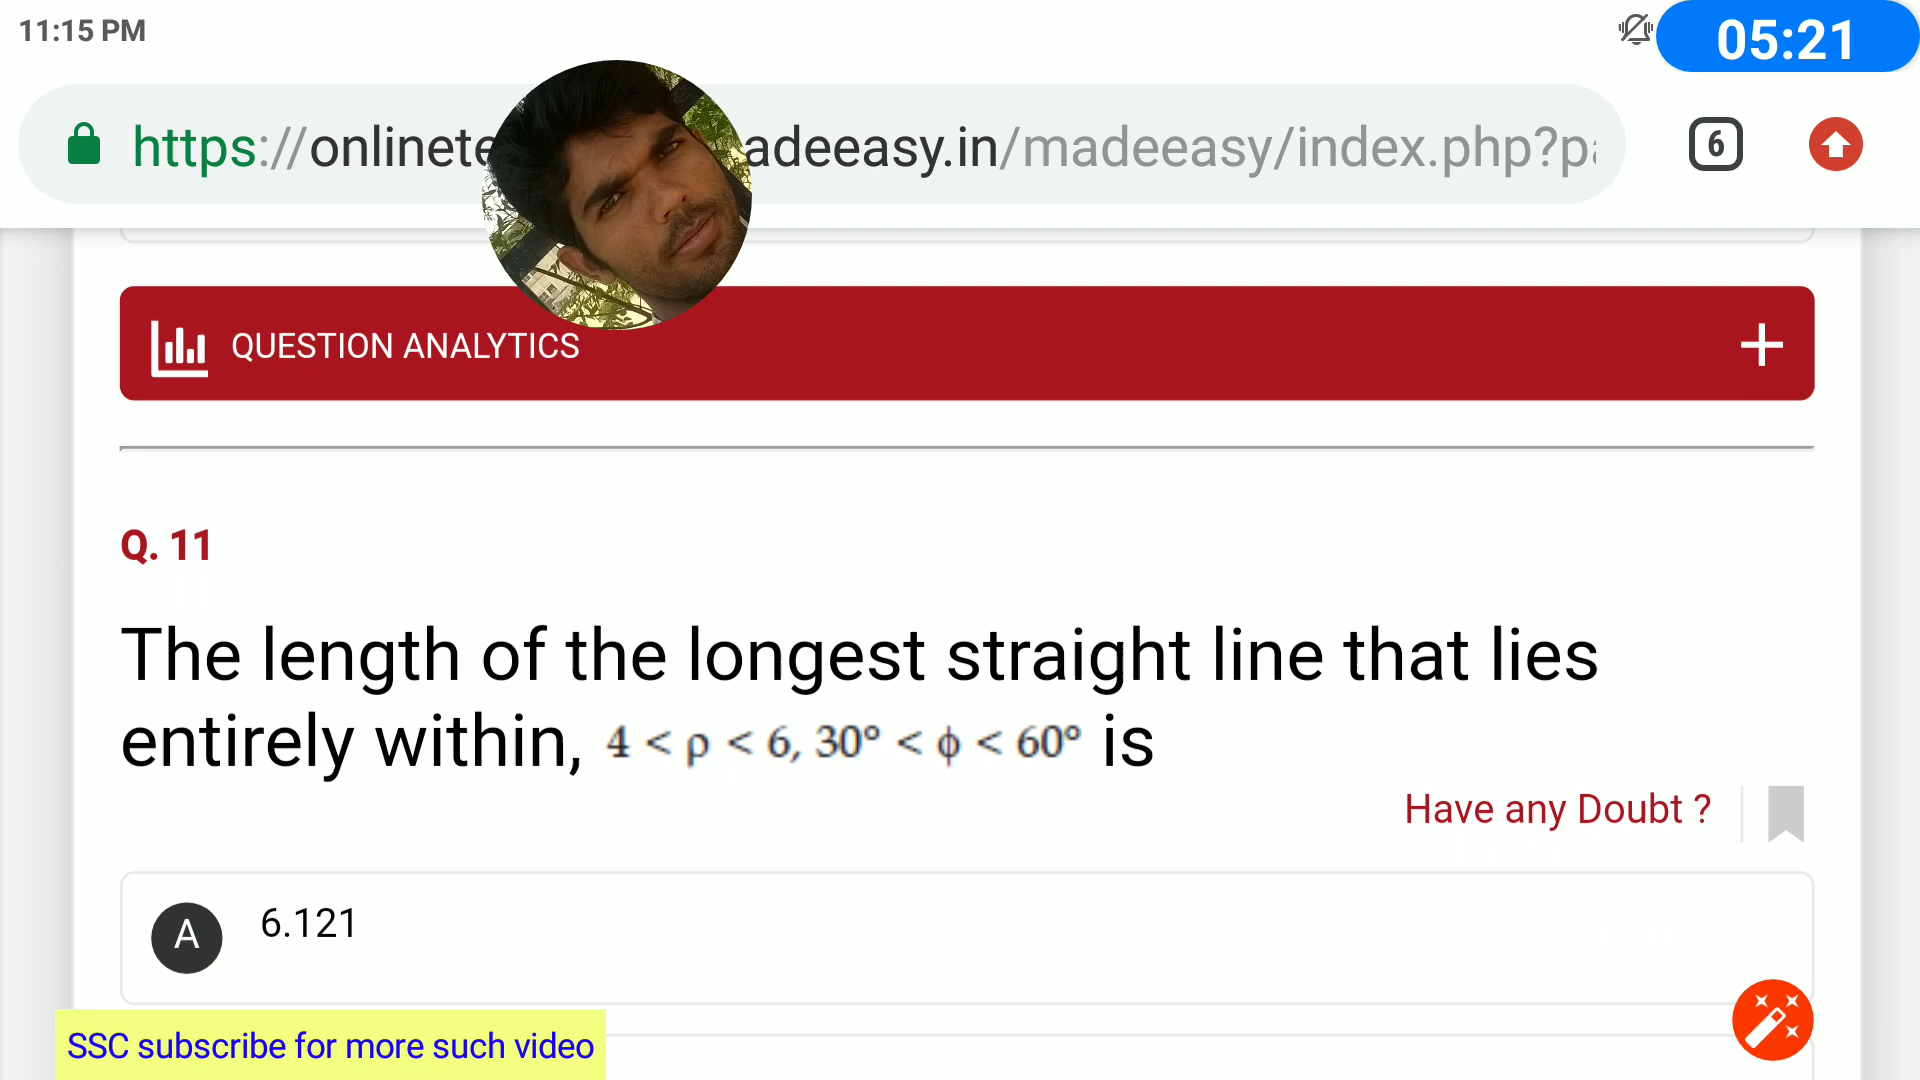 11:15 PM
05:21
https://onlinete adeeasy.in/madeeasy/index.php?p
6
QUESTION ANALYTICS
Q. 11
The length of the longest straight line that lies
entirely within, 4 < ρ < 6, 30° < ϕ < 60° is
Have any Doubt ?
A 6.121
SSC subscribe for more such video